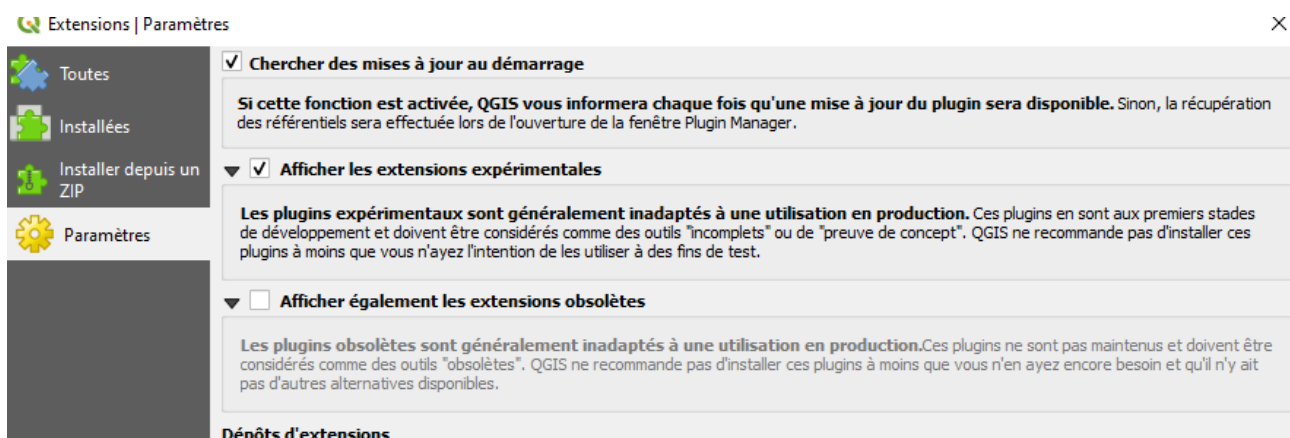 Extensions | Paramètres
Toutes
Installées
Installer depuis un
ZIP
Paramètres
Chercher des mises à jour au démarrage
Si cette fonction est activée, QGIS vous informera chaque fois qu'une mise à jour du plugin sera disponible. Sinon, la récupération
des référentiels sera effectuée lors de l'ouverture de la fenêtre Plugin Manager.
Afficher les extensions expérimentales
Les plugins expérimentaux sont généralement inadaptés à une utilisation en production. Ces plugins en sont aux premiers stades
de développement et doivent être considérés comme des outils "incomplets" ou de "preuve de concept". QGIS ne recommande pas d'installer ces
plugins à moins que vous n'ayez l'intention de les utiliser à des fins de test.
Afficher également les extensions obsolètes
Les plugins obsolètes sont généralement inadaptés à une utilisation en production.Ces plugins ne sont pas maintenus et doivent être
considérés comme des outils "obsolètes". QGIS ne recommande pas d'installer ces plugins à moins que vous n'en ayez encore besoin et qu'il n'y ait
pas d'autres alternatives disponibles.
Dépôts d'extensions